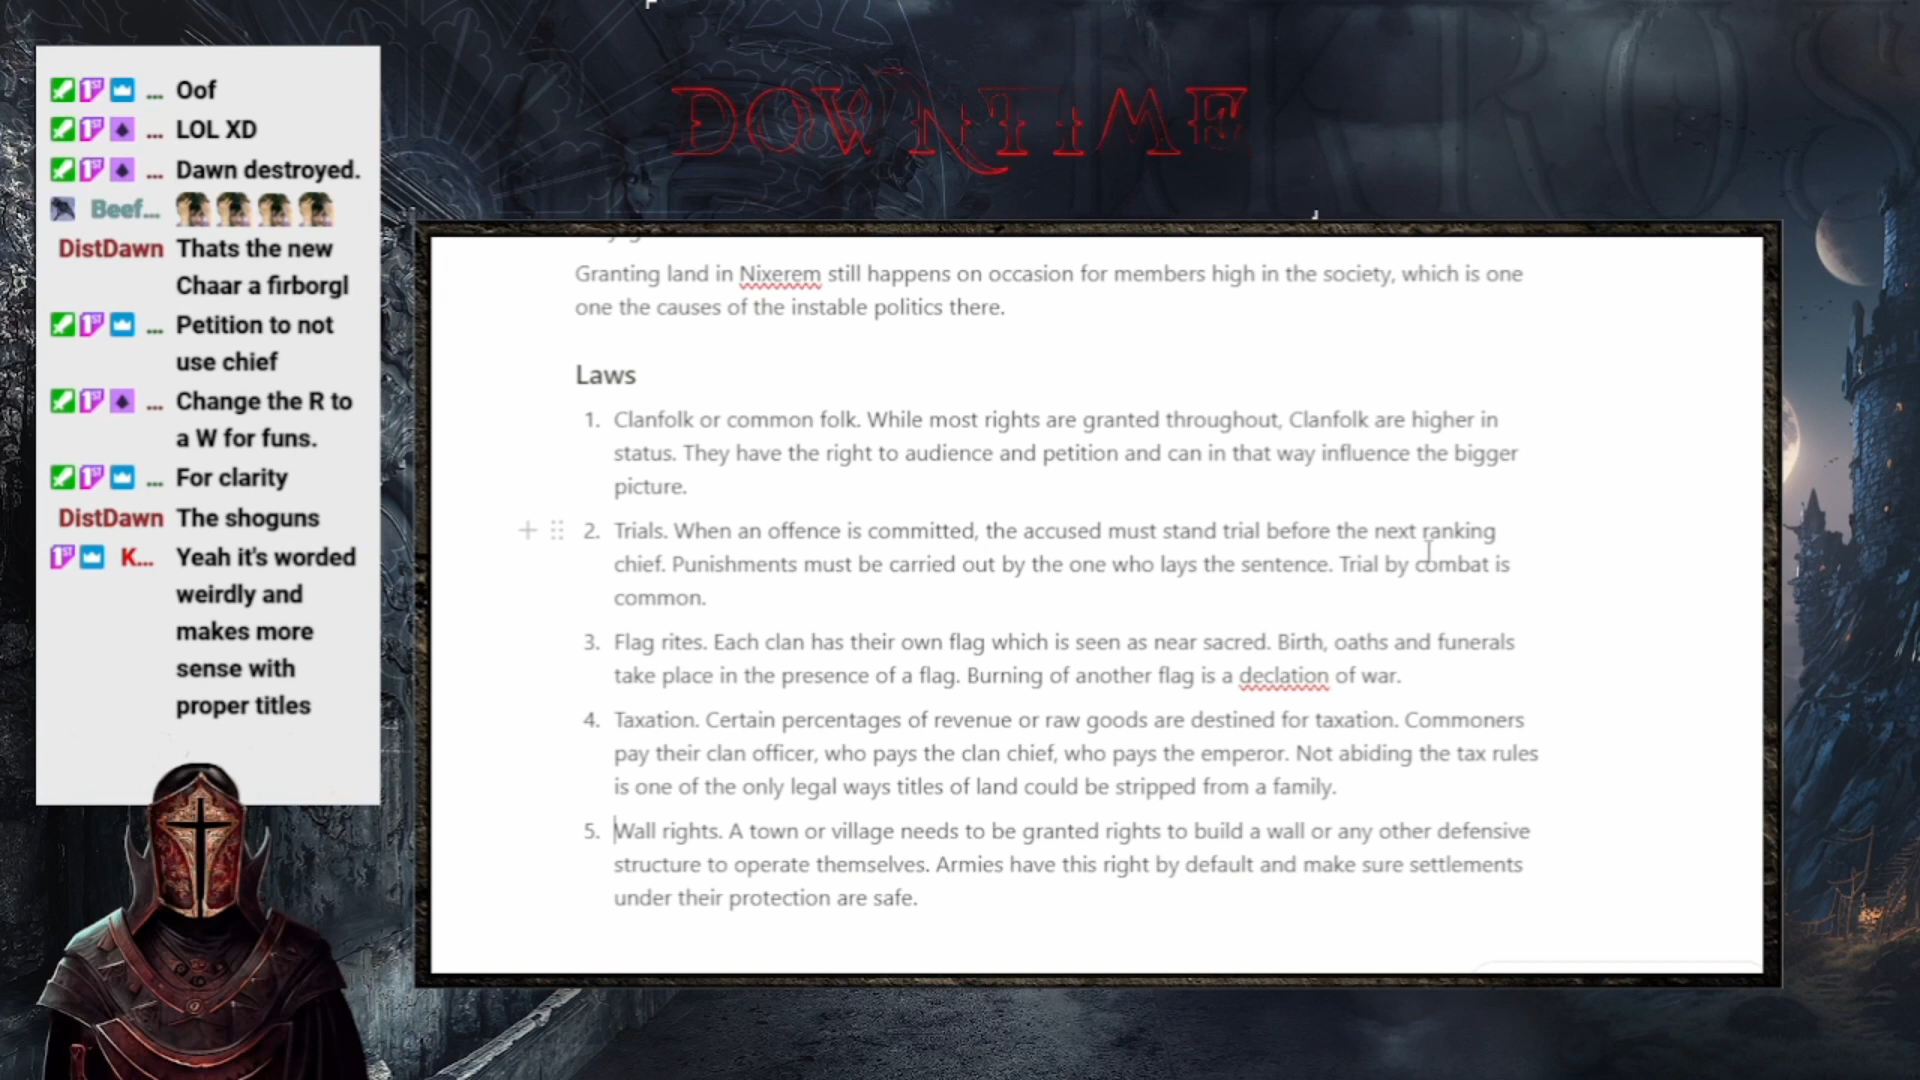 Oof
LOL XD
Dawn destroyed.
Beef...
DistDawn Thats the new
Chaar a firborgl
... Petition to not
use chief
... Change the R to
a W for funs.
... For clarity
DistDawn The shoguns
K... Yeah it's worded
weirdly and
makes more
sense with
proper titles
DOWNTIME
Granting land in Nixerem still happens on occasion for members high in the society, which is one
one the causes of the instable politics there.
Laws
1. Clanfolk or common folk. While most rights are granted throughout, Clanfolk are higher in
status. They have the right to audience and petition and can in that way influence the bigger
picture.
2. Trials. When an offence is committed, the accused must stand trial before the next ranking
chief. Punishments must be carried out by the one who lays the sentence. Trial by combat is
common.
3. Flag rites. Each clan has their own flag which is seen as near sacred. Birth, oaths and funerals
take place in the presence of a flag. Burning of another flag is a declation of war.
4. Taxation. Certain percentages of revenue or raw goods are destined for taxation. Commoners
pay their clan officer, who pays the clan chief, who pays the emperor. Not abiding the tax rules
is one of the only legal ways titles of land could be stripped from a family.
5. Wall rights. A town or village needs to be granted rights to build a wall or any other defensive
structure to operate themselves. Armies have this right by default and make sure settlements
under their protection are safe.